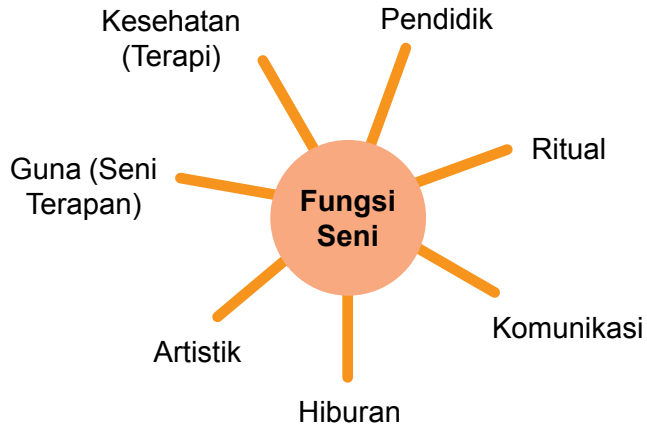 Kesehatan
(Terapi)
Pendidik
Ritual
Guna (Seni
Terapan)
Fungsi
Seni
Komunikasi
Artistik
Hiburan